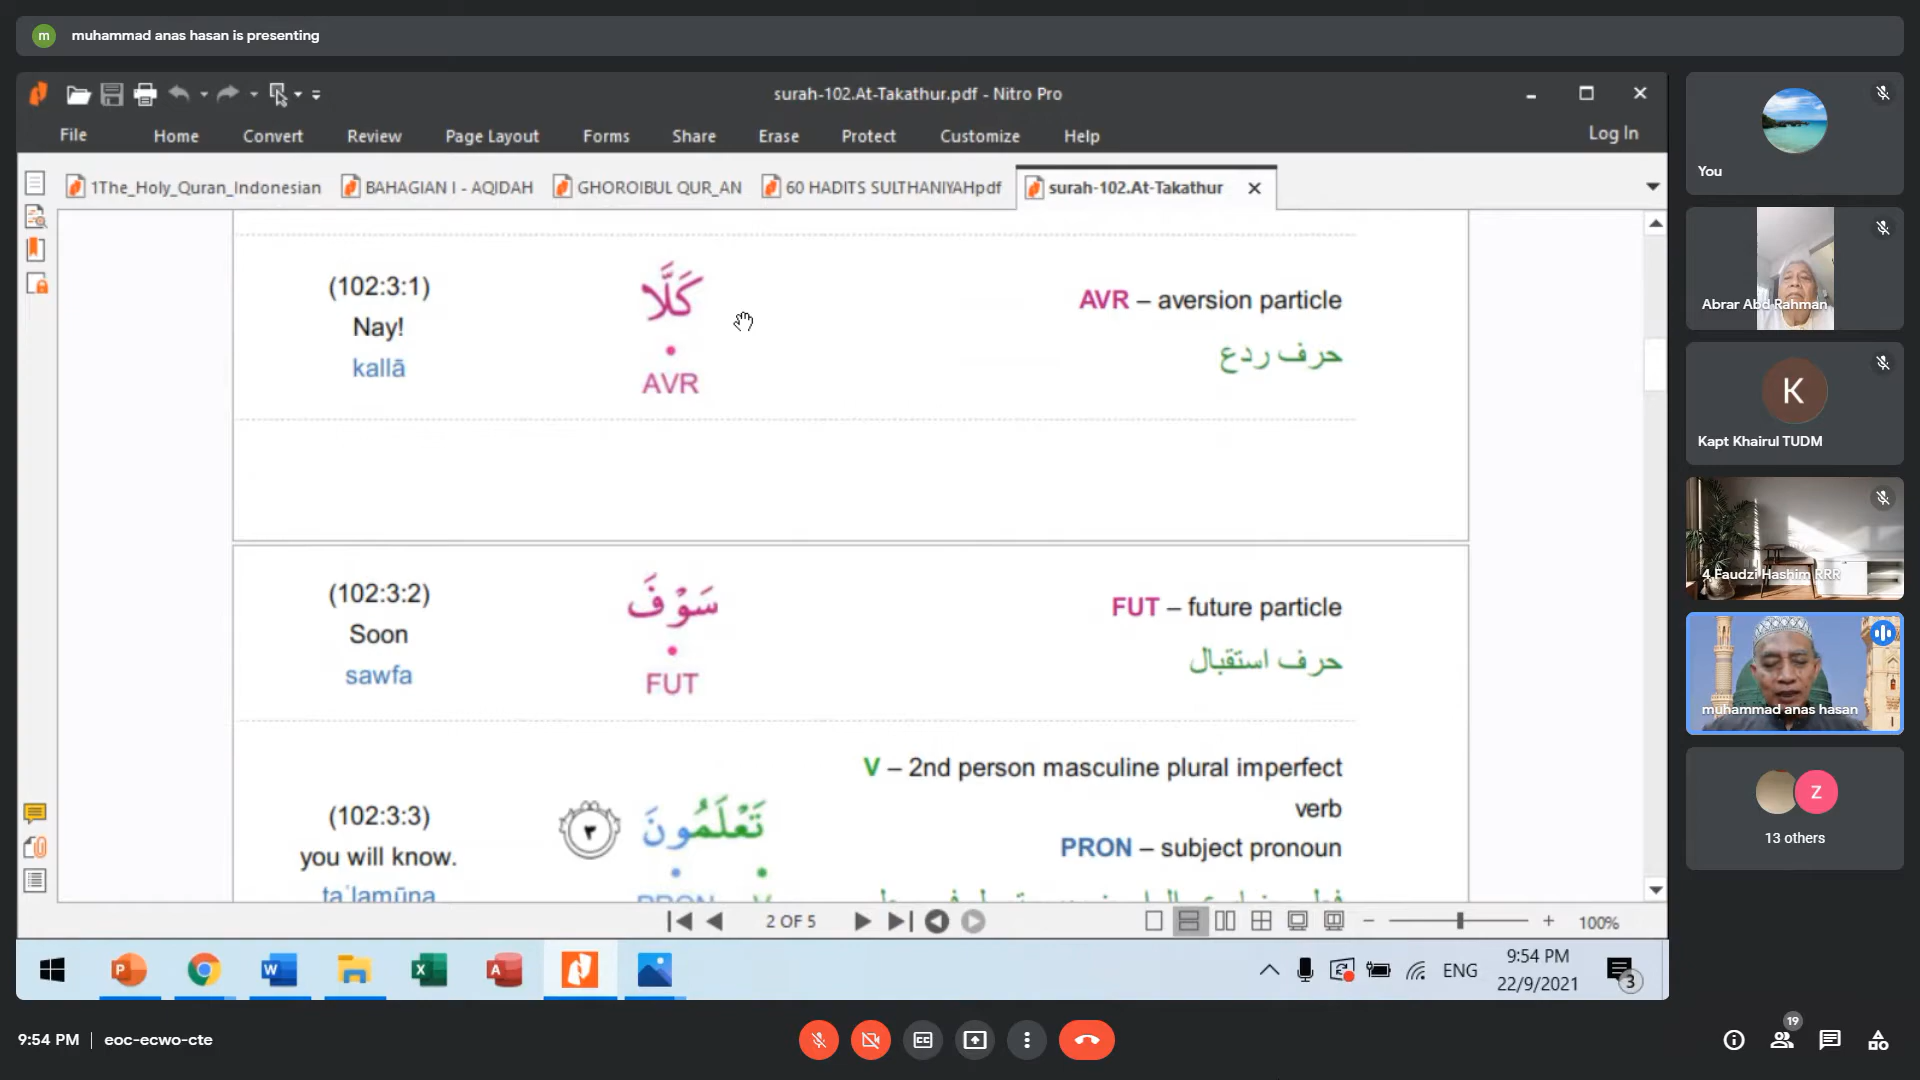 m
muhammad anas hasan is presenting
surah-102.At-Takathur.pdf - Nitro Pro
File Home Convert Review Page Layout Forms Share Erase Protect Customize Help Log In
1The_Holy_Quran_Indonesian BAHAGIAN I - AQIDAH GHOROIBUL QUR_AN 60 HADITS SULTHANIYAHpdf surah-102.At-Takathur
(102:3:1)
Nay!
kallā
كَلَّا
AVR
AVR – aversion particle
حرف ردع
(102:3:2)
Soon
sawfa
سَوْفَ
FUT
FUT – future particle
حرف استقبال
(102:3:3)
you will know.
taʿlamūna
٣
تَعْلَمُونَ
PRON V
V – 2nd person masculine plural imperfect
verb
PRON – subject pronoun
2 OF 5
100%
ENG
9:54 PM
22/9/2021
3
You
Abrar Abd Rahman
K
Kapt Khairul TUDM
4 Faudzi Hashim RRR
muhammad anas hasan
Z
13 others
9:54 PM | eoc-ecwo-cte
19